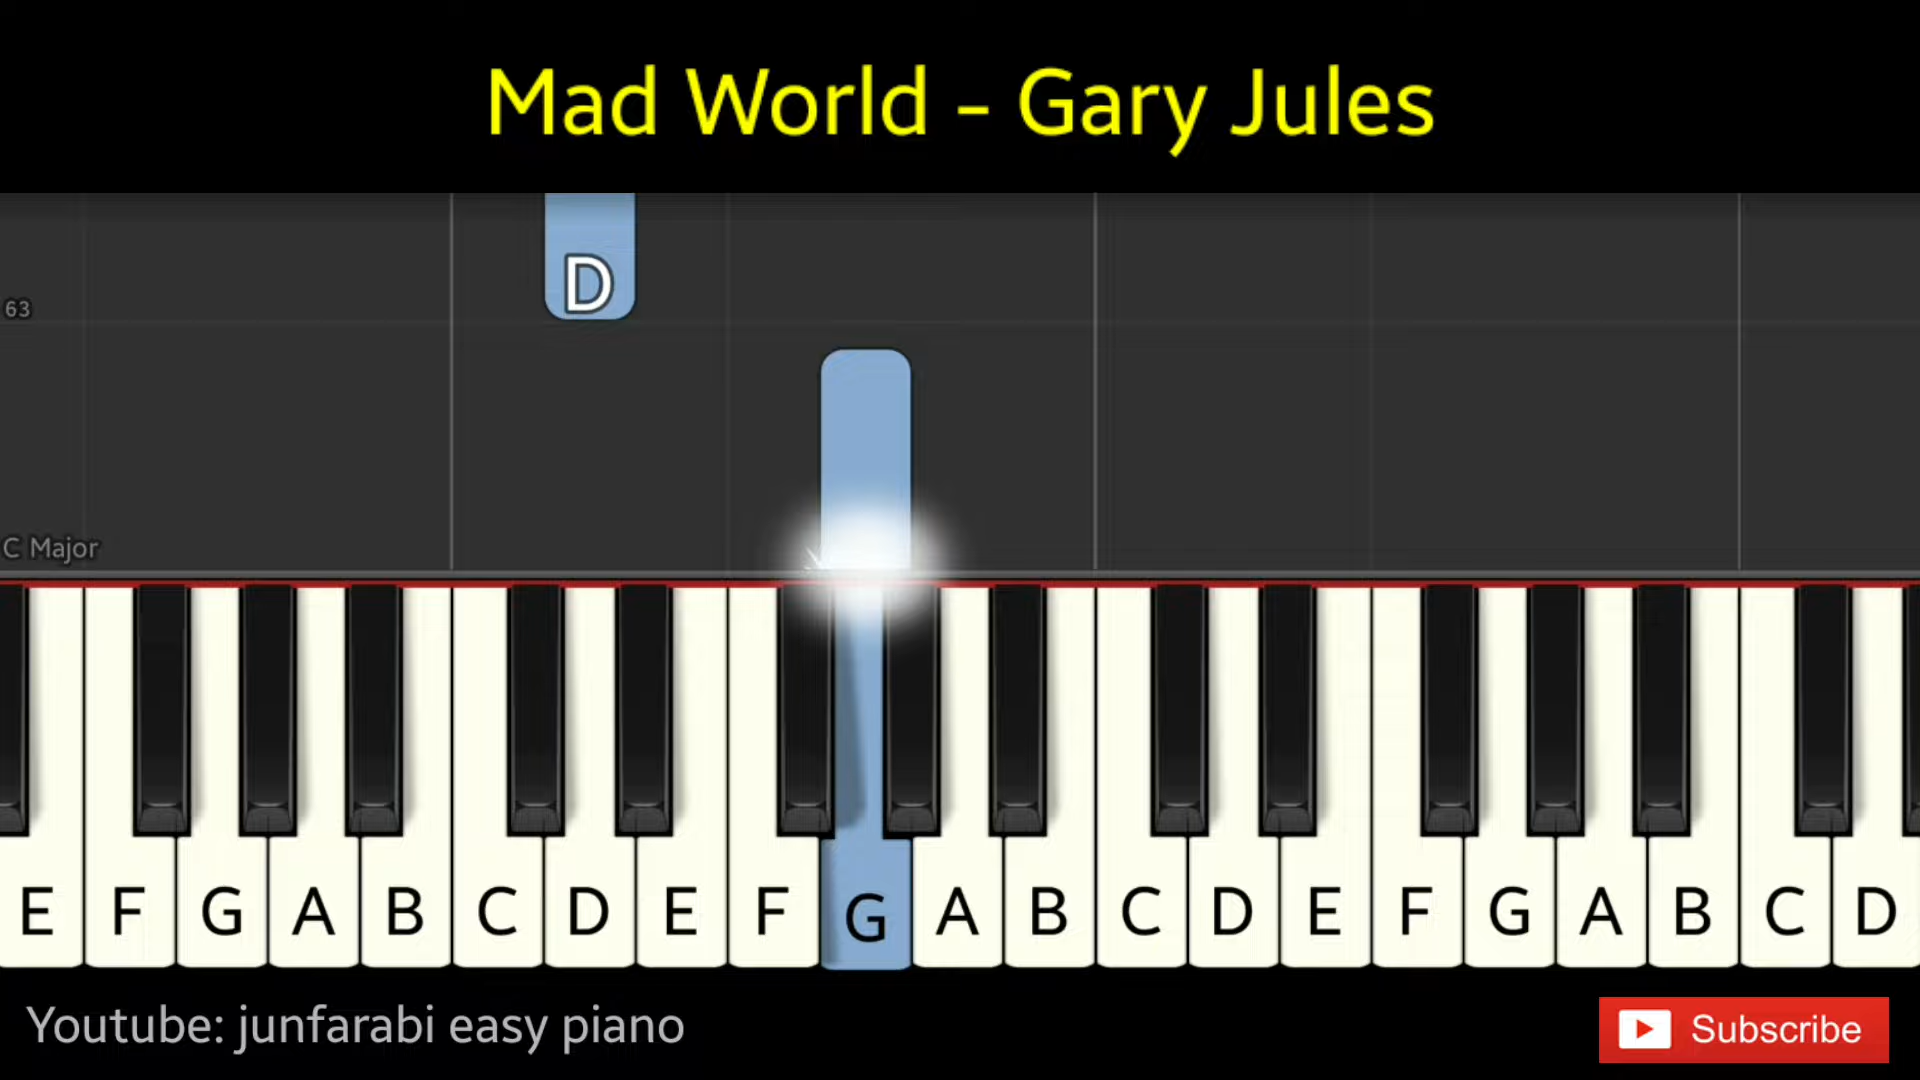 Mad World - Gary Jules
D
63
C Major
E F G A B C D E F G A B C D E F G A B C D
Youtube: junfarabi easy piano
Subscribe